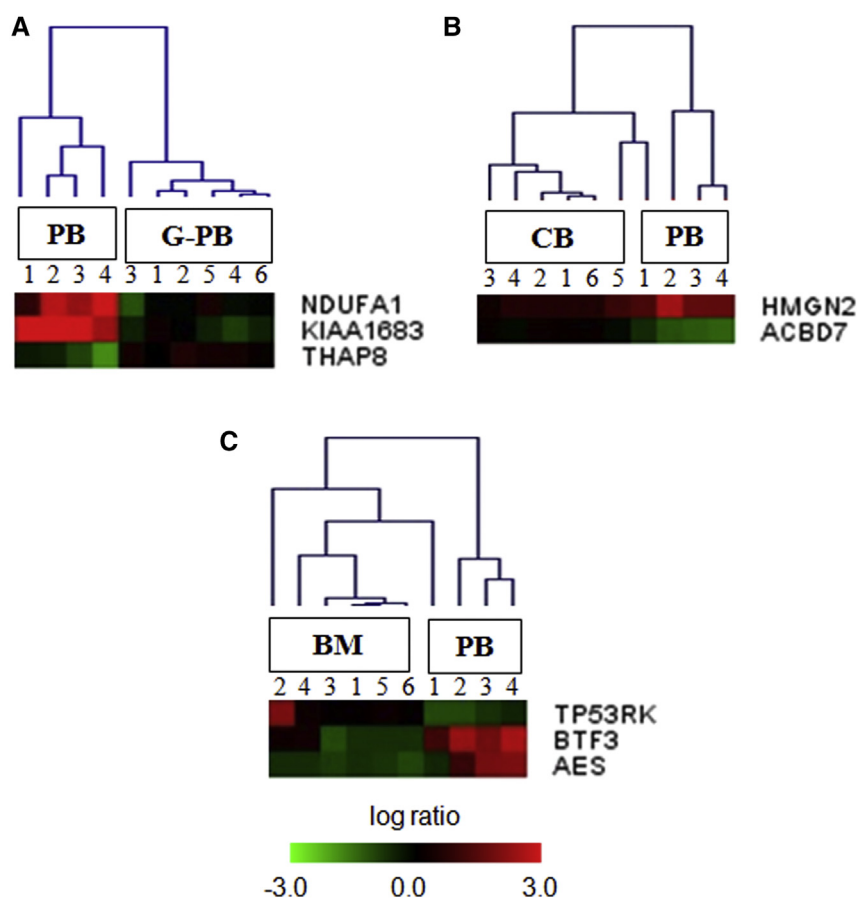 A
PB
G-PB
1 2 3 4 3 1 2 5 4 6
NDUFA1
KIAA1683
THAP8
B
CB
PB
3 4 2 1 6 5 1 2 3 4
HMGN2
ACBD7
C
BM
PB
2 4 3 1 5 6 1 2 3 4
TP53RK
BTF3
AES
log ratio
-3.0 0.0 3.0